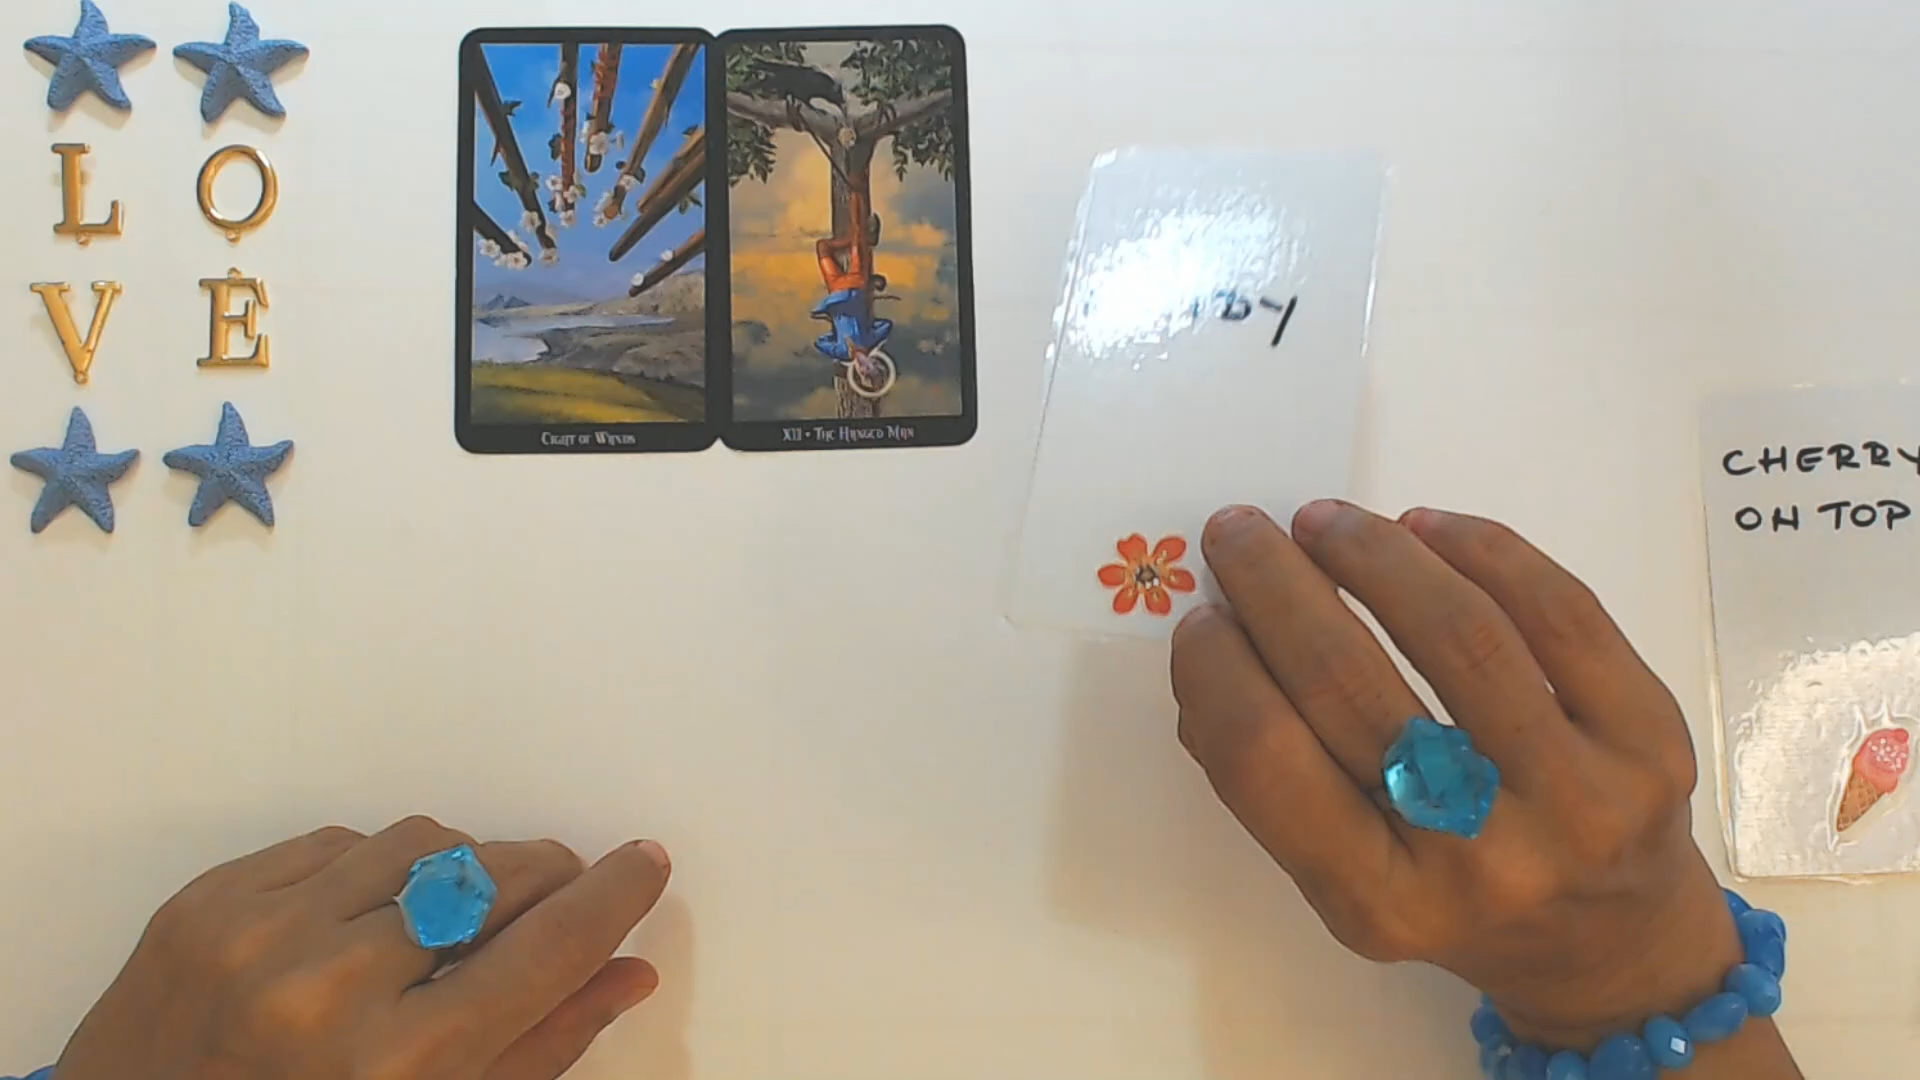 L O
V E
EIGHT OF WANDS
XII • THE HANGED MAN
CHERRY
ON TOP